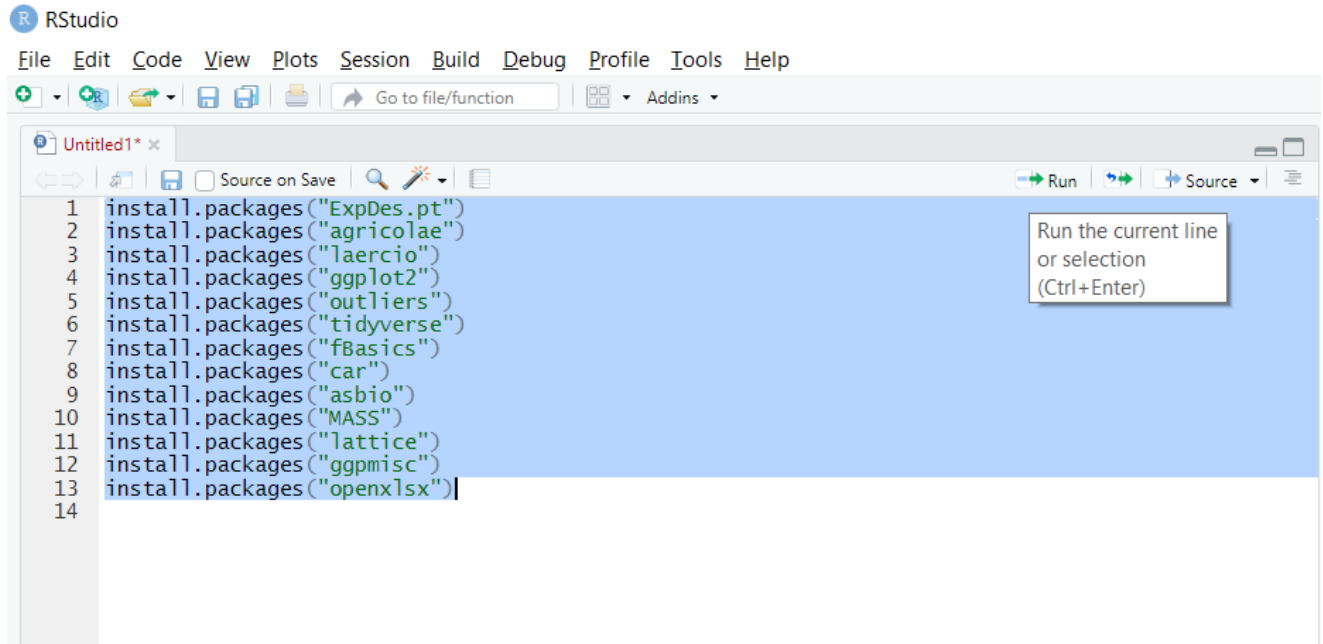 RStudio
File Edit Code View Plots Session Build Debug Profile Tools Help
Go to file/function Addins
Untitled1*
Source on Save Run Source
1 install.packages("ExpDes.pt")
2 install.packages("agricolae")
3 install.packages("laercio")
4 install.packages("ggplot2")
5 install.packages("outliers")
6 install.packages("tidyverse")
7 install.packages("fBasics")
8 install.packages("car")
9 install.packages("asbio")
10 install.packages("MASS")
11 install.packages("lattice")
12 install.packages("ggpmisc")
13 install.packages("openxlsx")
14
Run the current line
or selection
(Ctrl+Enter)